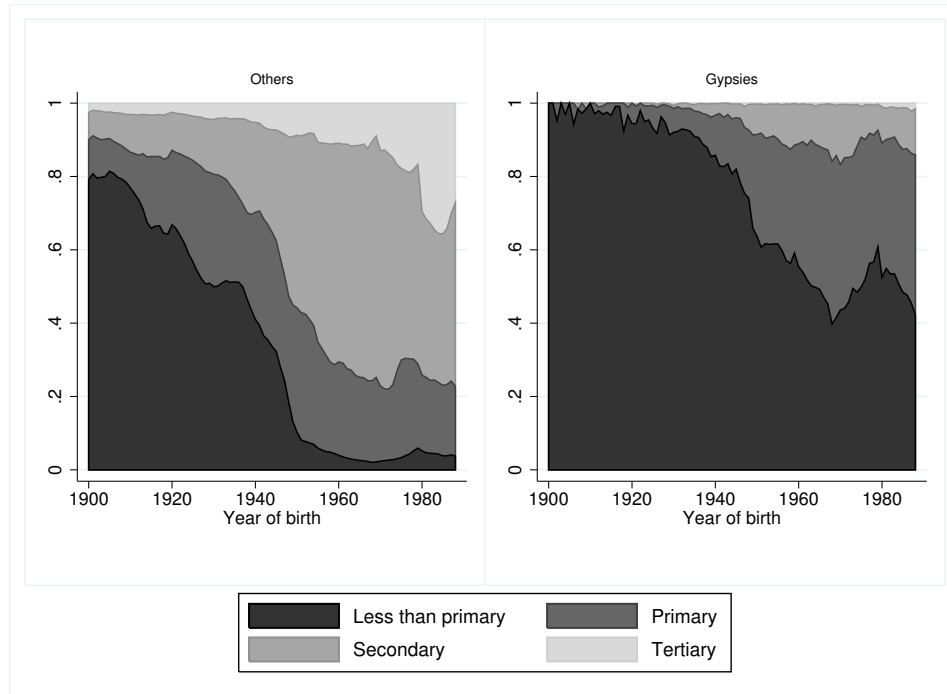 Others
Gypsies
1
.8
.6
.4
.2
0
1900 1920 1940 1960 1980
Year of birth
1
.8
.6
.4
.2
0
1900 1920 1940 1960 1980
Year of birth
Less than primary Primary
Secondary Tertiary